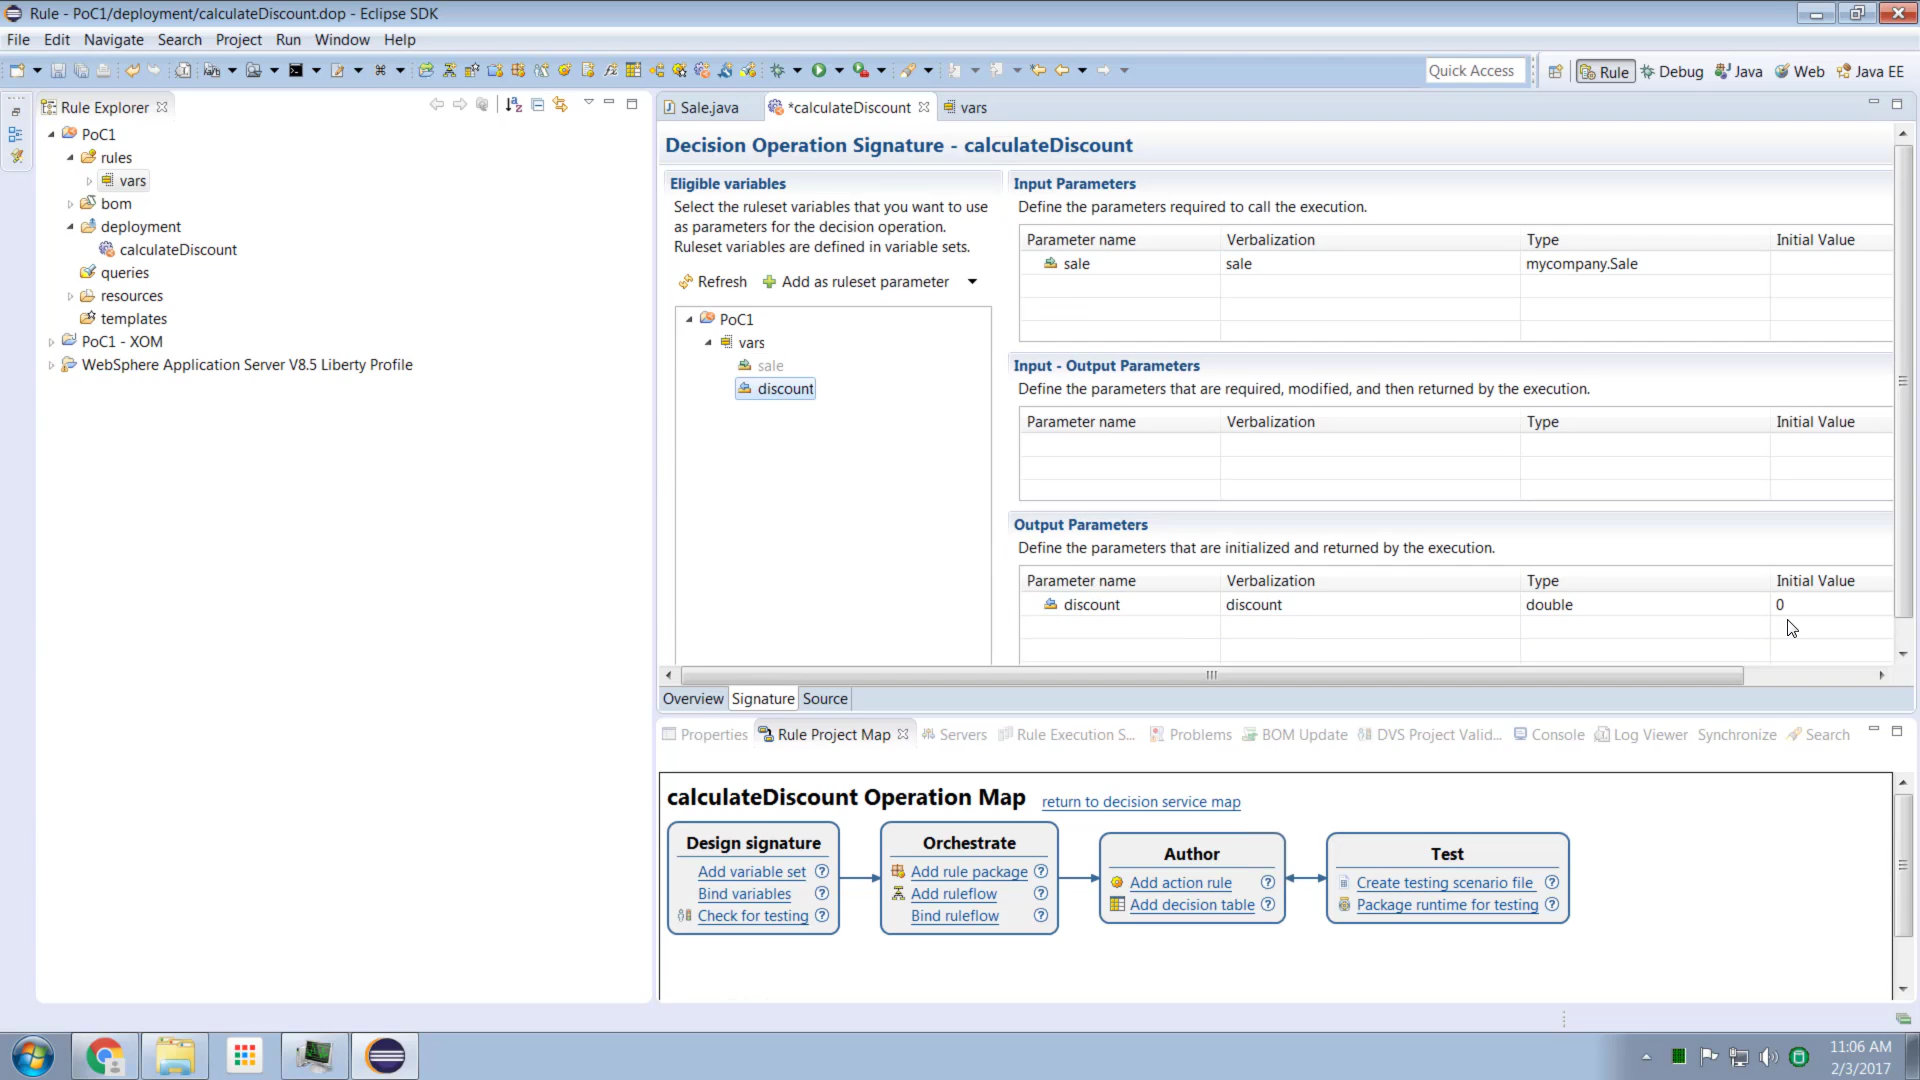 Rule - PoC1/deployment/calculateDiscount.dop - Eclipse SDK
File Edit Navigate Search Project Run Window Help
Quick Access Rule Debug Java Web Java EE
Rule Explorer
PoC1
rules
vars
bom
deployment
calculateDiscount
queries
resources
templates
PoC1 - XOM
WebSphere Application Server V8.5 Liberty Profile
Sale.java *calculateDiscount vars
Decision Operation Signature - calculateDiscount
Eligible variables
Select the ruleset variables that you want to use
as parameters for the decision operation.
Ruleset variables are defined in variable sets.
Refresh Add as ruleset parameter
PoC1
vars
sale
discount
Input Parameters
Define the parameters required to call the execution.
Parameter name Verbalization Type Initial Value
sale sale mycompany.Sale
Input - Output Parameters
Define the parameters that are required, modified, and then returned by the execution.
Parameter name Verbalization Type Initial Value
Output Parameters
Define the parameters that are initialized and returned by the execution.
Parameter name Verbalization Type Initial Value
discount discount double 0
Overview Signature Source
Properties Rule Project Map Servers Rule Execution S... Problems BOM Update DVS Project Valid... Console Log Viewer Synchronize Search
calculateDiscount Operation Map return to decision service map
Design signature
Add variable set
Bind variables
Check for testing
Orchestrate
Add rule package
Add ruleflow
Bind ruleflow
Author
Add action rule
Add decision table
Test
Create testing scenario file
Package runtime for testing
11:06 AM
2/3/2017